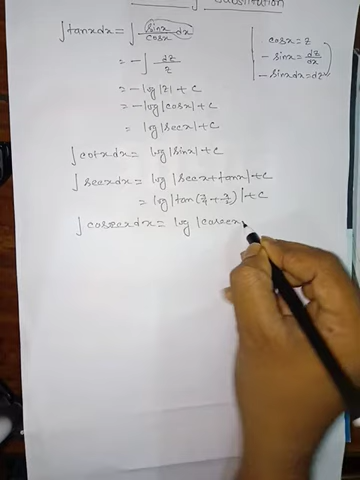 ∫ Substitution
∫tanx dx = ∫ sinx/cosx dx
= -∫ dz/z
= -log|z| + c
= -log|cosx| + c
= log|secx| + c
cosx = z
-sinx = dz/dx
-sinx dx = dz
∫cotx dx = log|sinx| + c
∫secx dx = log|secx + tanx| + c
= log|tan(π/4 + x/2)| + c
∫cosecx dx = log|cosecx